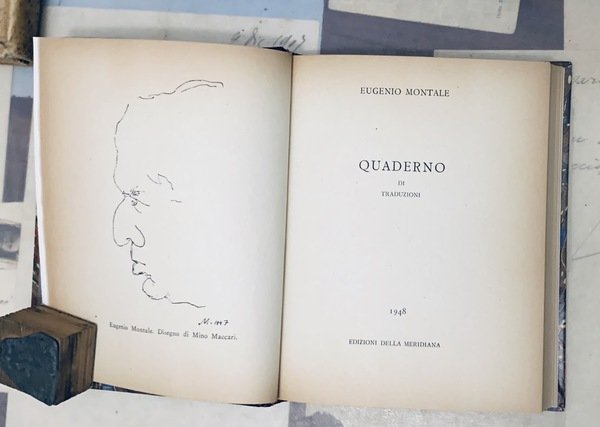 M. 1947
Eugenio Montale. Disegno di Mino Maccari.
EUGENIO MONTALE
QUADERNO
DI
TRADUZIONI
1948
EDIZIONI DELLA MERIDIANA